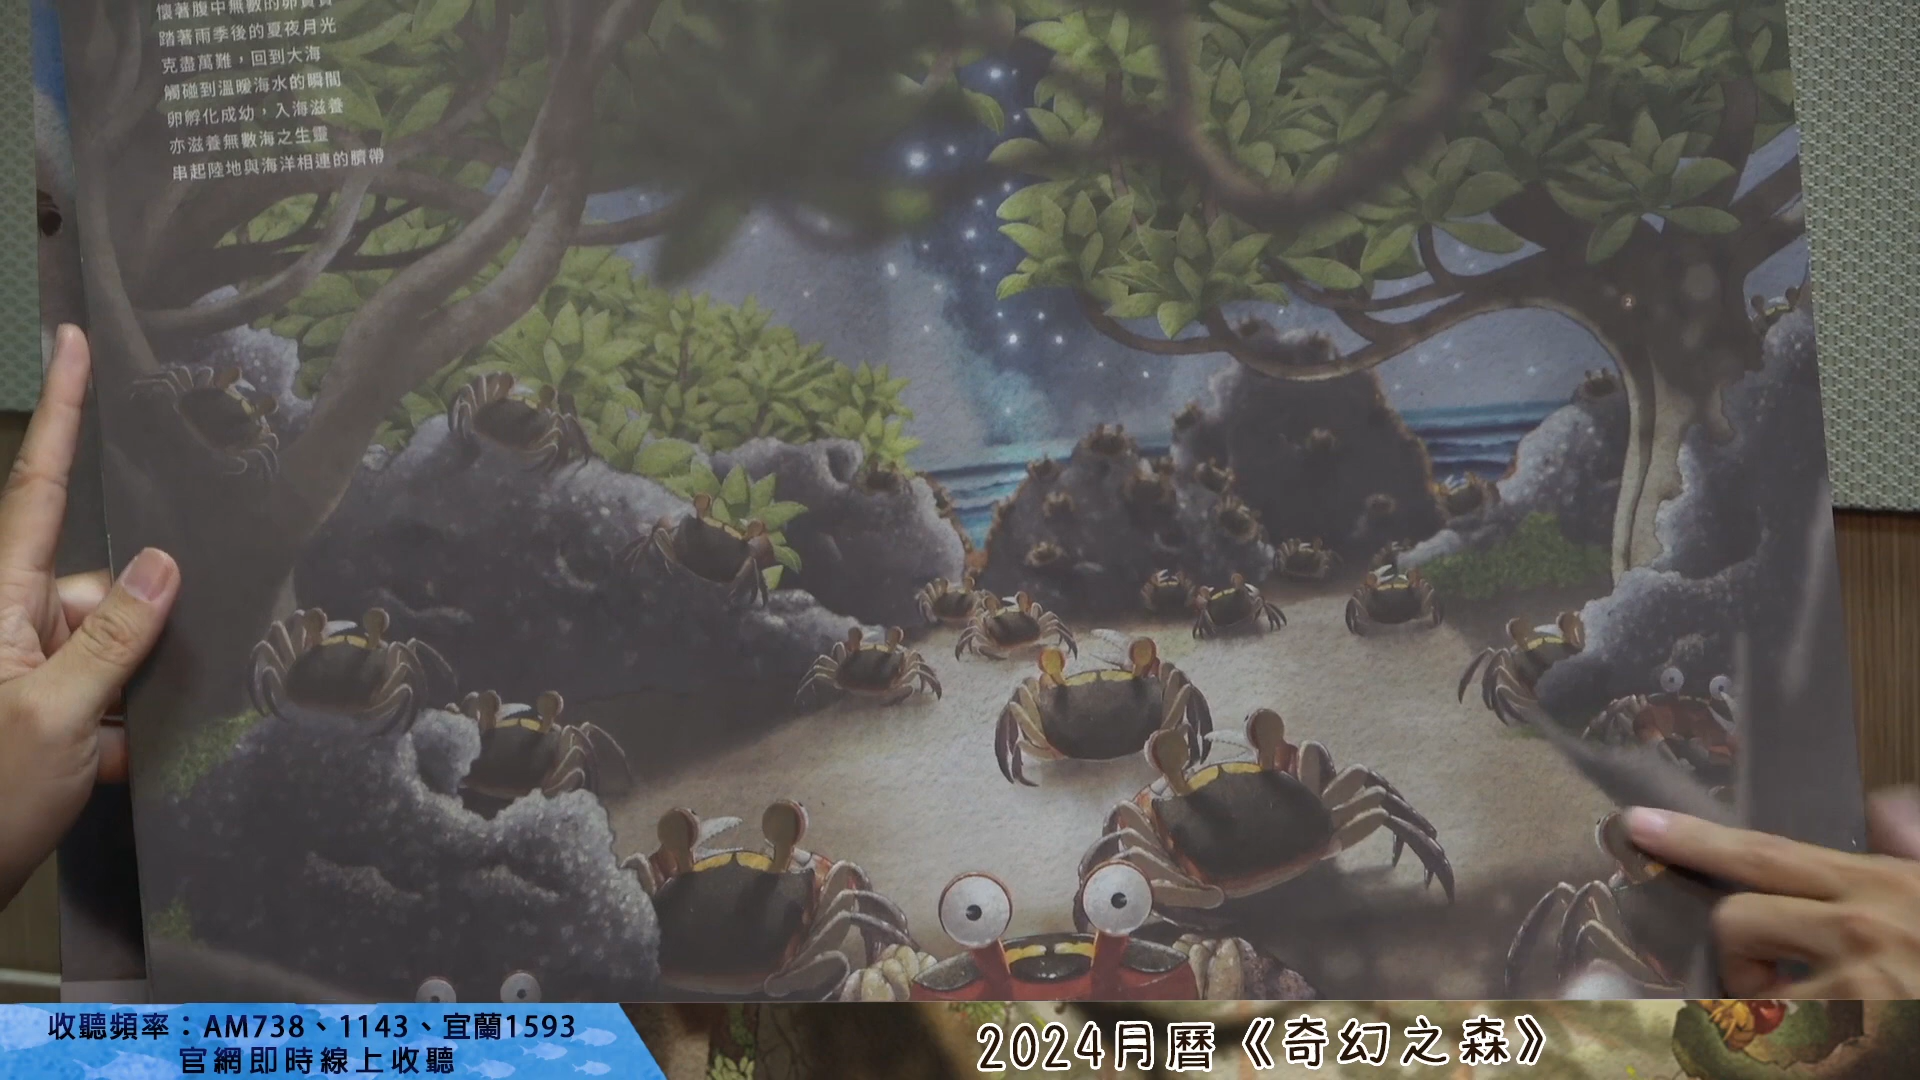 懷著腹中無數的卵寶寶
踏著雨季後的夏夜月光
克盡萬難，回到大海
觸碰到溫暖海水的瞬間
卵孵化成幼，入海滋養
亦滋養無數海之生靈
串起陸地與海洋相連的臍帶
收聽頻率：AM738、1143、宜蘭1593
官網即時線上收聽
2024月曆《奇幻之森》